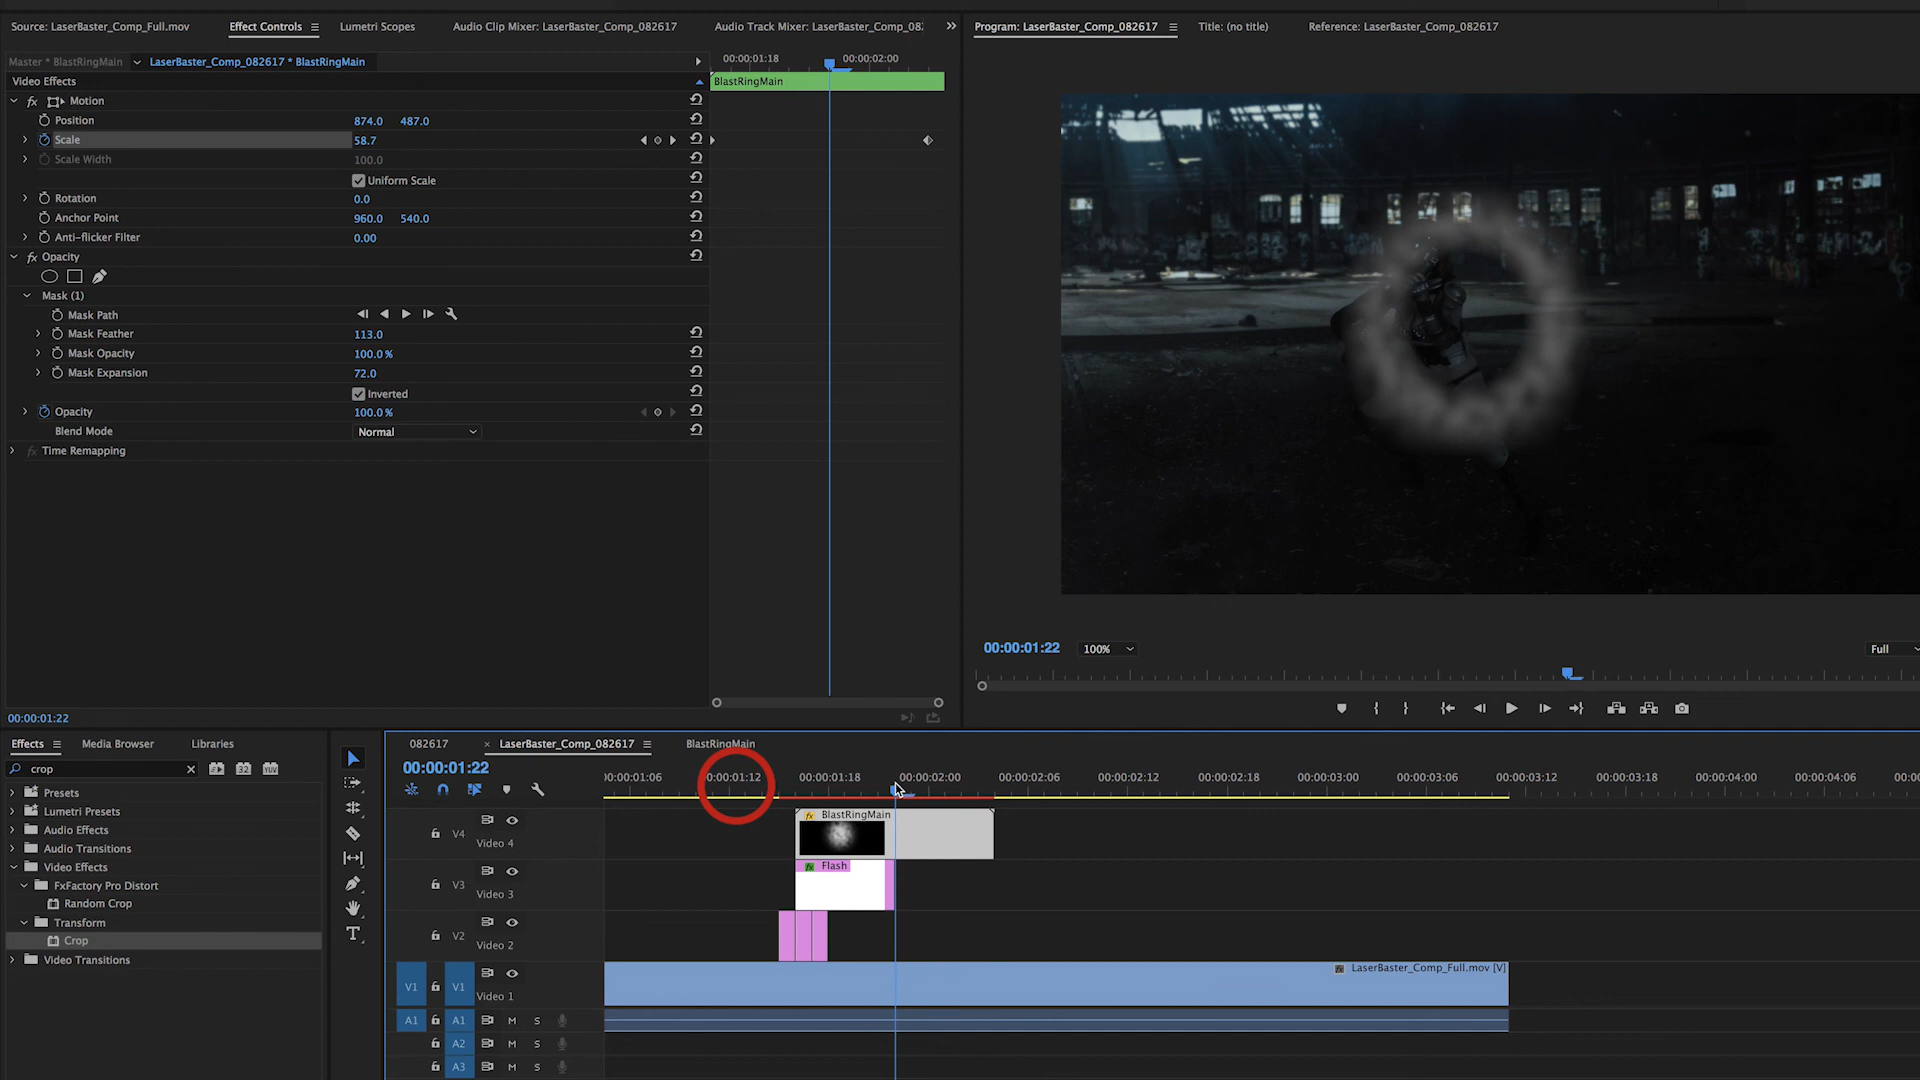 Source: LaserBaster_Comp_Full.mov
Effect Controls
Lumetri Scopes
Audio Clip Mixer: LaserBaster_Comp_082617
Audio Track Mixer: LaserBaster_Comp_08
Program: LaserBaster_Comp_082617
Title: (no title)
Reference: LaserBaster_Comp_082617
Master * BlastRingMain
LaserBaster_Comp_082617 * BlastRingMain
00:00:01:18
00:00:02:00
Video Effects
BlastRingMain
fx Motion
Position 874.0 487.0
Scale 58.7
Scale Width 100.0
Uniform Scale
Rotation 0.0
Anchor Point 960.0 540.0
Anti-flicker Filter 0.00
fx Opacity
Mask (1)
Mask Path
Mask Feather 113.0
Mask Opacity 100.0 %
Mask Expansion 72.0
Inverted
Opacity 100.0 %
Blend Mode Normal
fx Time Remapping
00:00:01:22
100%
Full
00:00:01:22
Effects
Media Browser
Libraries
crop
32
YUV
Presets
Lumetri Presets
Audio Effects
Audio Transitions
Video Effects
FxFactory Pro Distort
Random Crop
Transform
Crop
Video Transitions
T
082617
× LaserBaster_Comp_082617
BlastRingMain
00:00:01:22
:00:01:06
0:00:01:12
00:00:01:18
00:00:02:00
00:00:02:06
00:00:02:12
00:00:02:18
00:00:03:00
00:00:03:06
00:00:03:12
00:00:03:18
00:00:04:00
00:00:04:06
V4 Video 4
fx BlastRingMain
V3 Video 3
fx Flash
V2 Video 2
V1 V1 Video 1
fx LaserBaster_Comp_Full.mov [V]
A1 A1 M S
A2 M S
A3 M S